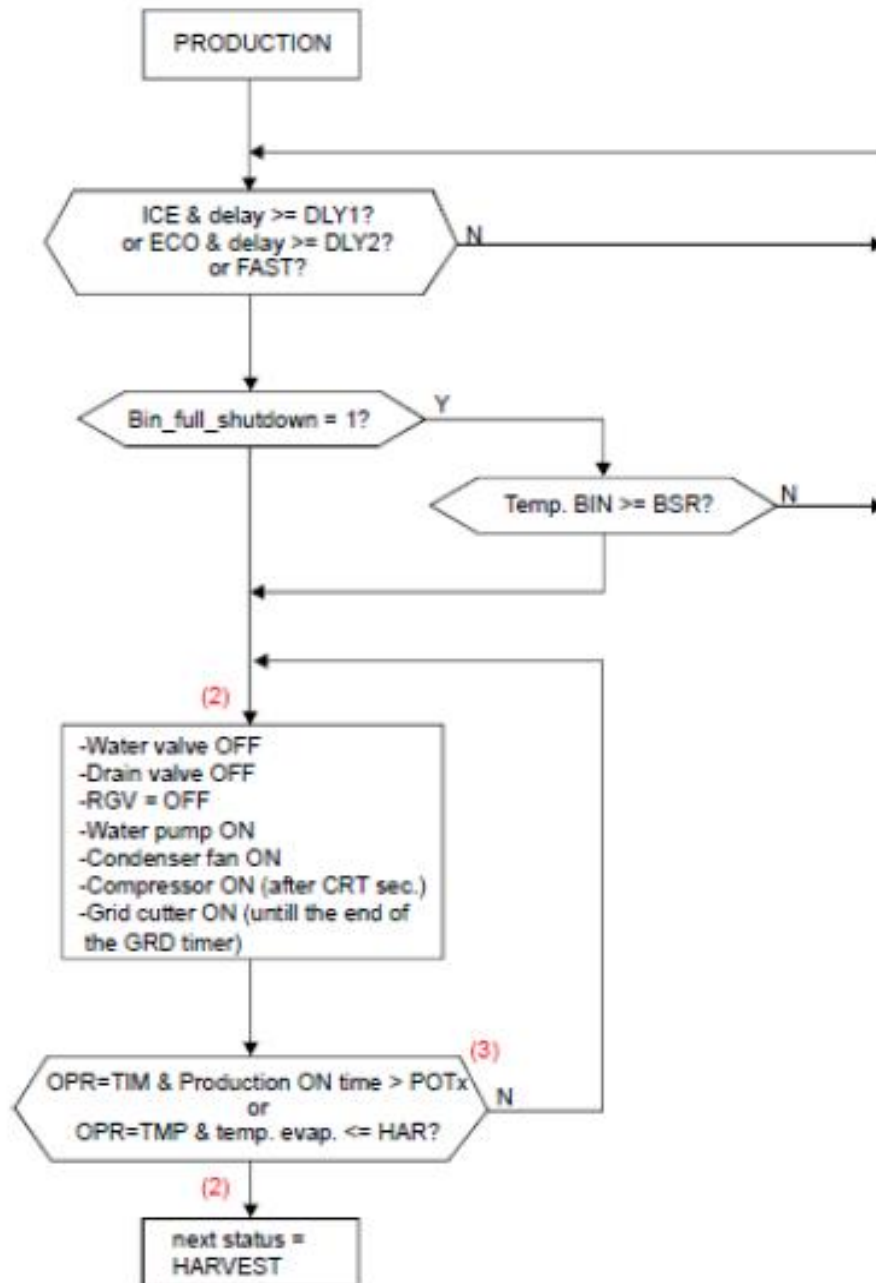 PRODUCTION
ICE & delay >= DLY1?
or ECO & delay >= DLY2?
or FAST?
N
Bin_full_shutdown = 1?
Y
Temp. BIN >= BSR?
N
(2)
-Water valve OFF
-Drain valve OFF
-RGV = OFF
-Water pump ON
-Condenser fan ON
-Compressor ON (after CRT sec.)
-Grid cutter ON (untill the end of
the GRD timer)
(3)
OPR=TIM & Production ON time > POTx
N
or
OPR=TMP & temp. evap. <= HAR?
(2)
next status =
HARVEST